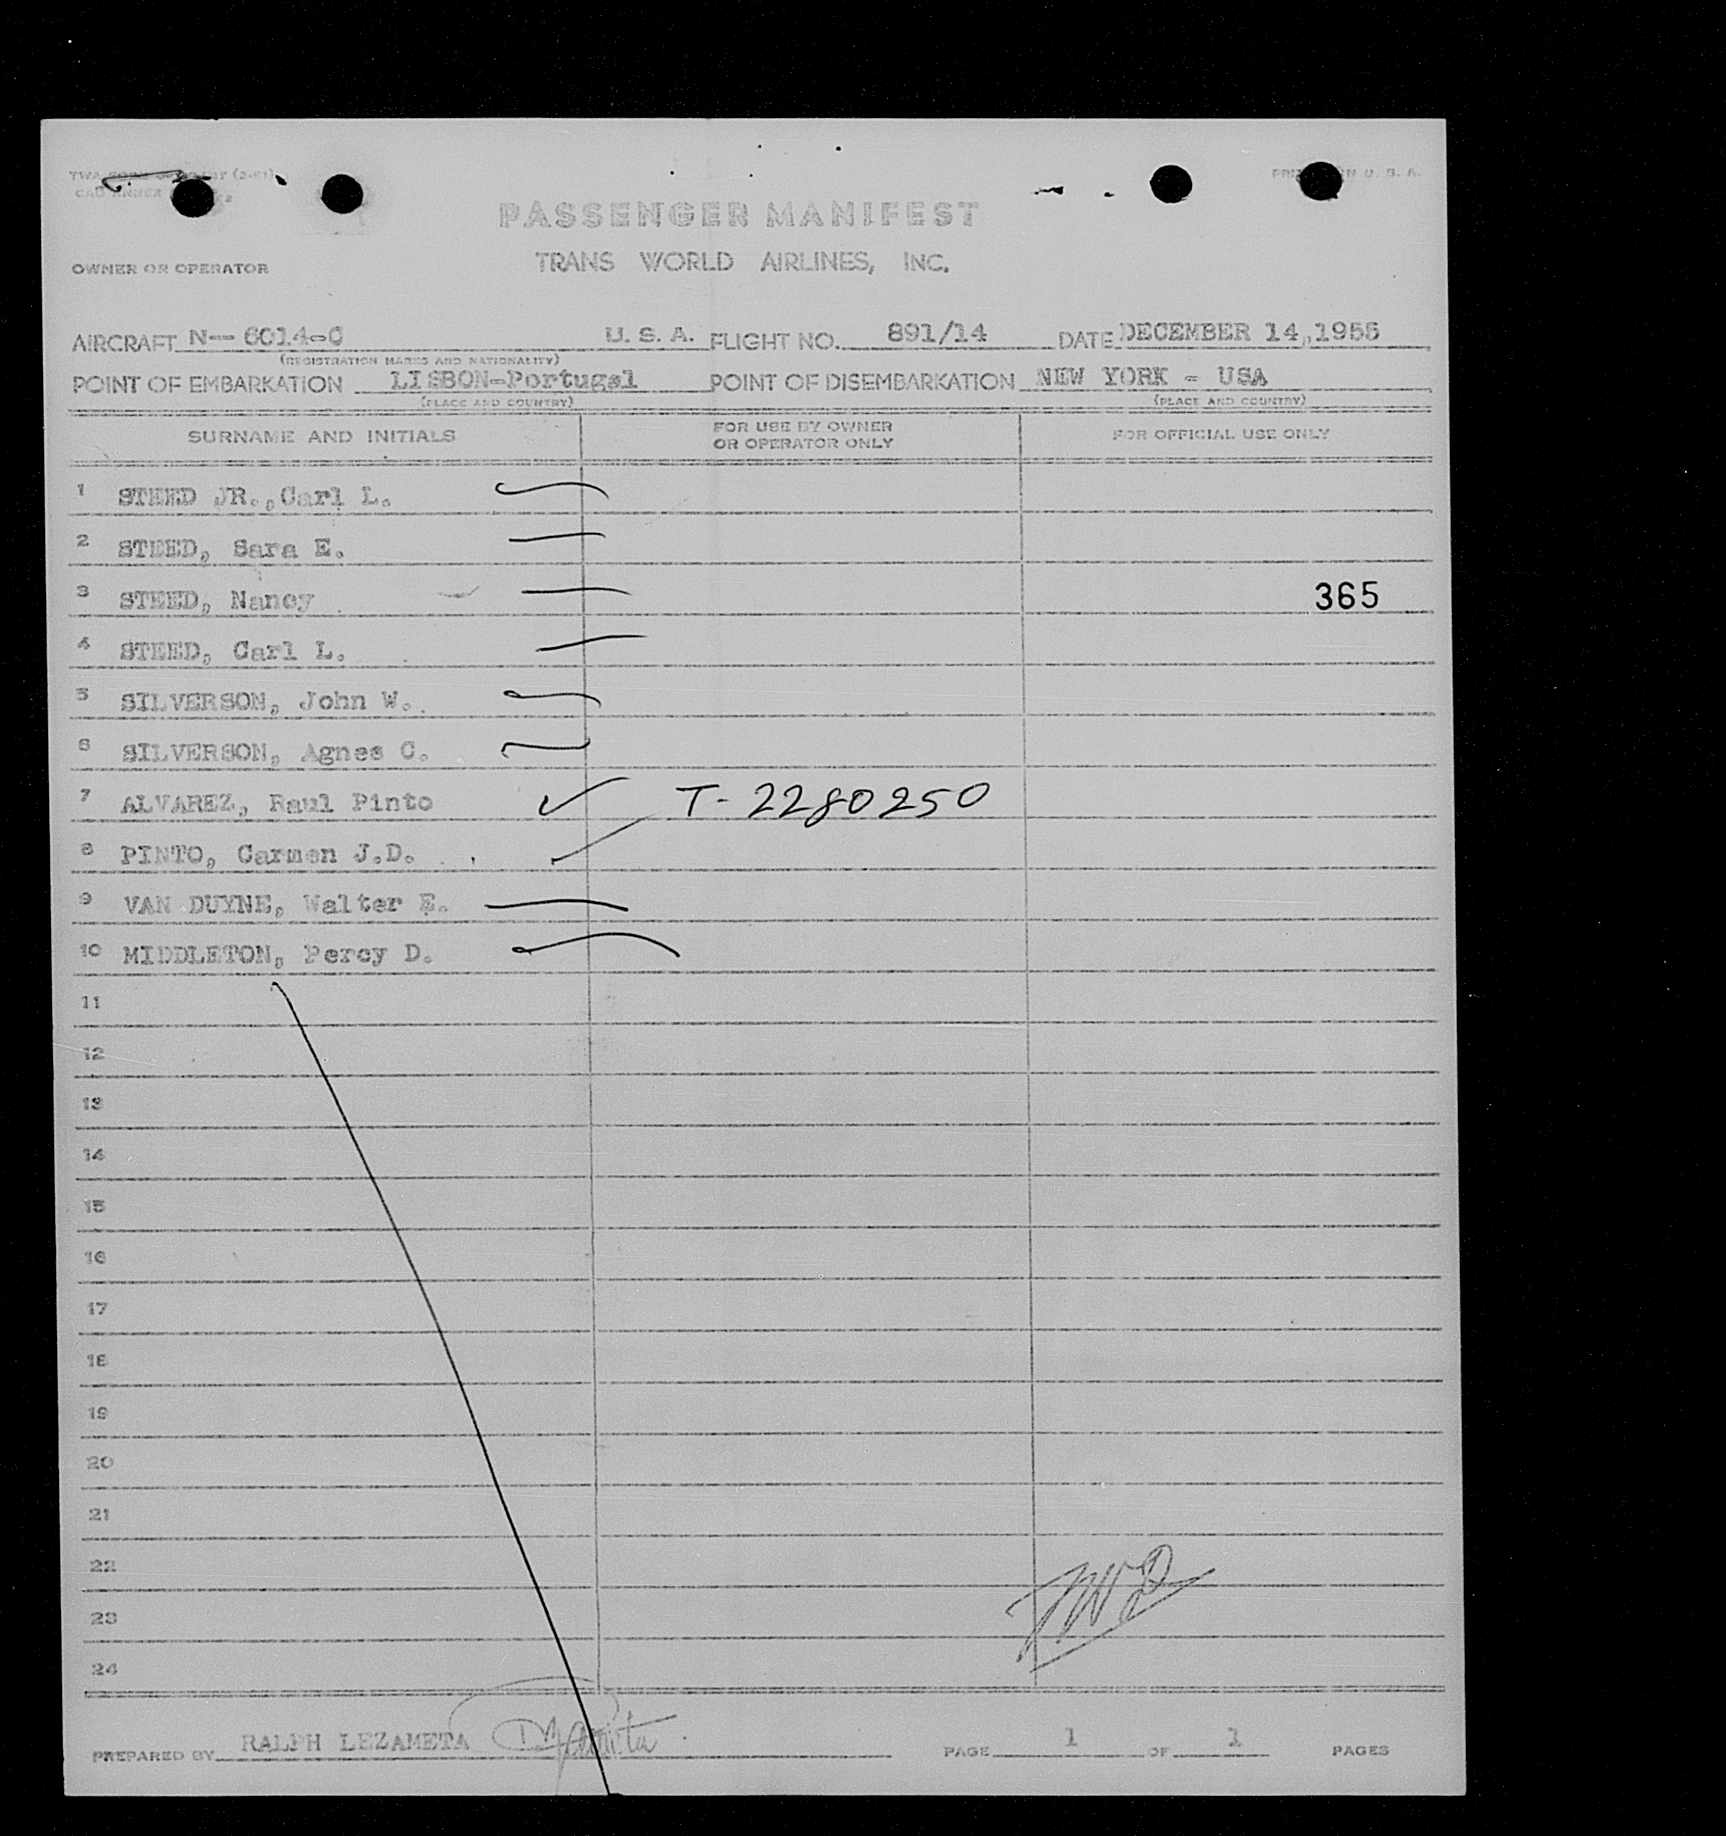 PASSENGER MANIFEST
OWNER OR OPERATOR TRANS WORLD AIRLINES, INC.
AIRCRAFT N-- 6014-C U. S. A. FLIGHT NO. 891/14 DATE DECEMBER 14,1955
(REGISTRATION MARKS AND NATIONALITY)
POINT OF EMBARKATION LISBON-Portugal POINT OF DISEMBARKATION NEW YORK - USA
(PLACE AND COUNTRY) (PLACE AND COUNTRY)
SURNAME AND INITIALS FOR USE BY OWNER OR OPERATOR ONLY FOR OFFICIAL USE ONLY
1 STEED JR.,Carl L.
2 STEED, Sara E.
3 STEED, Nancy 365
4 STEED, Carl L.
5 SILVERSON, John W.
6 SILVERSON, Agnes C.
7 ALVAREZ, Raul Pinto T-2280250
8 PINTO, Carmen J.D.
9 VAN DUYNE, Walter E.
10 MIDDLETON, Percy D.
11
12
13
14
15
16
17
18
19
20
21
22
23
24
PREPARED BY RALPH LEZAMETA PAGE 1 OF 1 PAGES